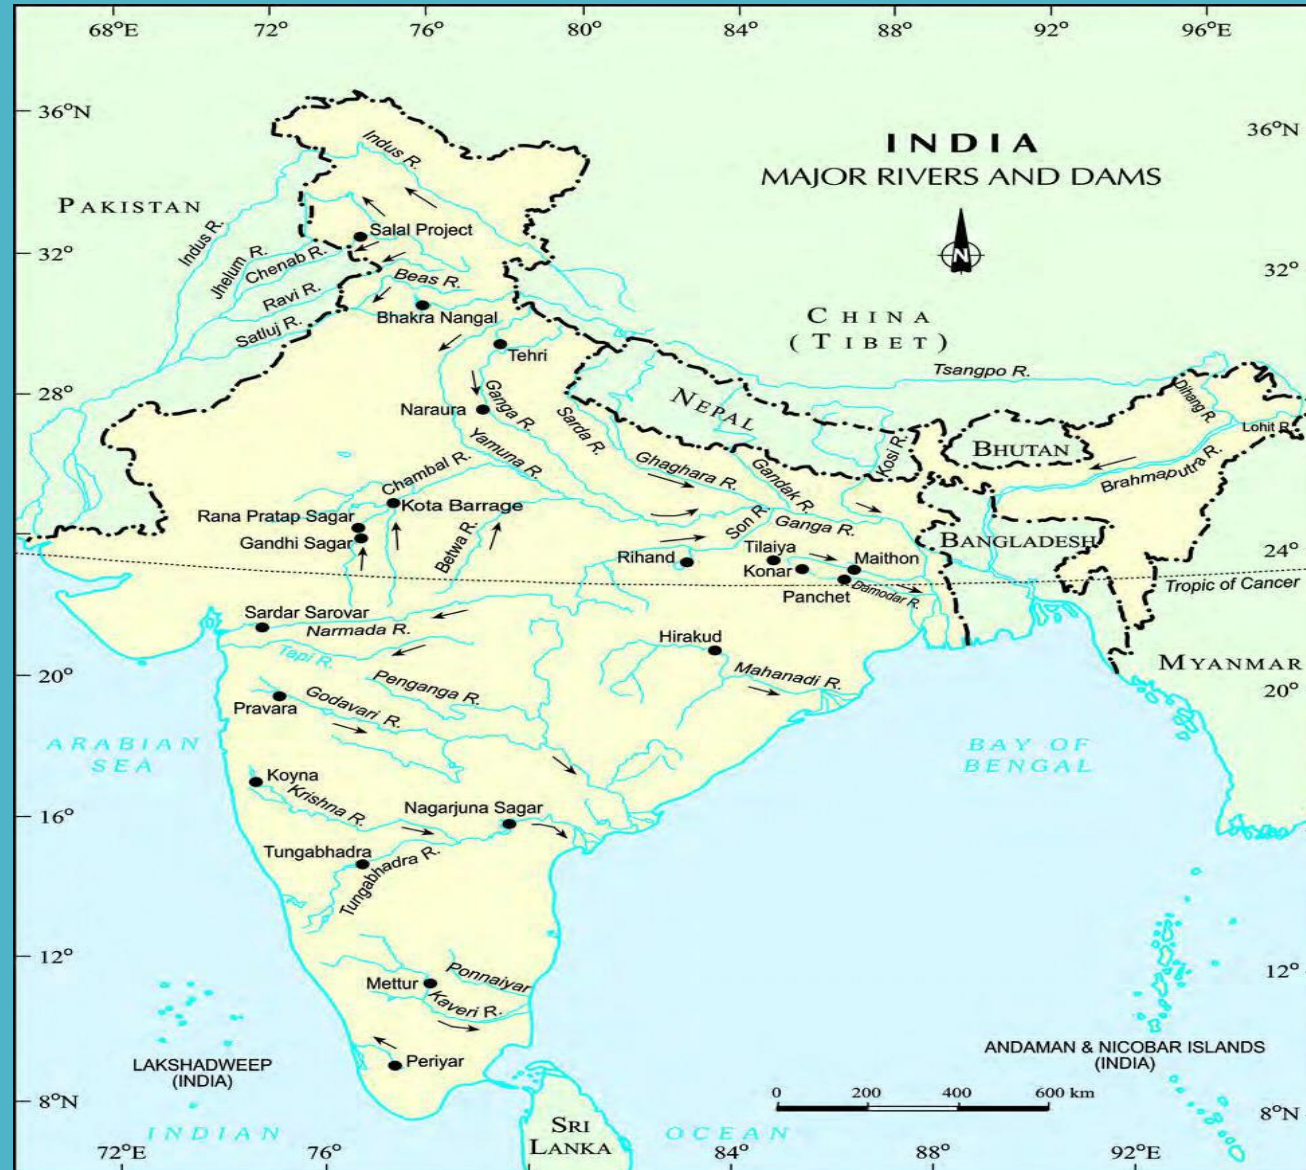 68°E
72°
76°
80°
84°
88°
92°
96°E
36°N
36°N
INDIA
MAJOR RIVERS AND DAMS
N
Indus R.
PAKISTAN
Indus R.
Salal Project
32°
32°
Jhelum R.
Chenab R.
Beas R.
Ravi R.
Satluj R.
Bhakra Nangal
CHINA
(TIBET)
Tehri
Tsangpo R.
28°
Naraura
Ganga R.
Sarda R.
NEPAL
Dihang R.
Lohit R.
Kosi R.
BHUTAN
Brahmaputra R.
Yamuna R.
Chambal R.
Ghaghara R.
Gandak R.
Kota Barrage
Rana Pratap Sagar
Gandhi Sagar
Betwa R.
Son R.
Ganga R.
BANGLADESH
24°
Rihand
Tilaiya
Maithon
Konar
Panchet
Damodar R.
Tropic of Cancer
Sardar Sarovar
Narmada R.
Tapi R.
Hirakud
Mahanadi R.
MYANMAR
20°
20°
Penganga R.
Pravara
Godavari R.
ARABIAN
SEA
BAY OF
BENGAL
Koyna
Krishna R.
Nagarjuna Sagar
16°
Tungabhadra
Tungabhadra R.
12°
12°
Mettur
Ponnaiyar
Kaveri R.
Periyar
LAKSHADWEEP
(INDIA)
ANDAMAN & NICOBAR ISLANDS
(INDIA)
0 200 400 600 km
8°N
8°N
INDIAN OCEAN
SRI
LANKA
72°E
76°
84°
88°
92°E